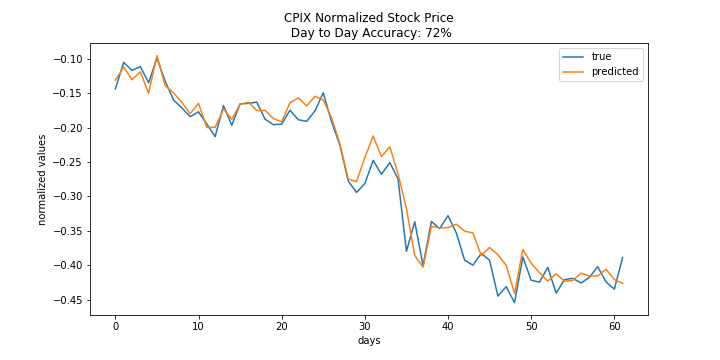 CPIX Normalized Stock Price
Day to Day Accuracy: 72%
true
predicted
normalized values
−0.10
−0.15
−0.20
−0.25
−0.30
−0.35
−0.40
−0.45
0 10 20 30 40 50 60
days